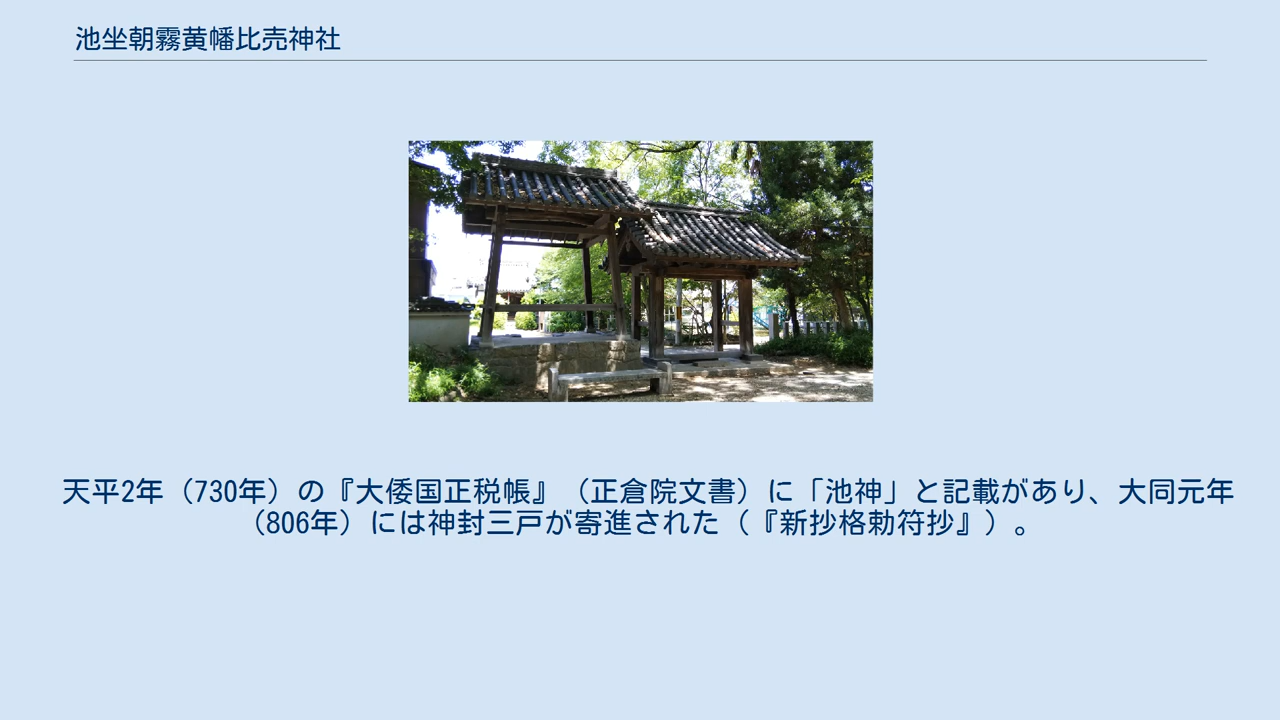 池坐朝霧黄幡比売神社
天平2年（730年）の『大倭国正税帳』（正倉院文書）に「池神」と記載があり、大同元年
（806年）には神封三戸が寄進された（『新抄格勅符抄』）。